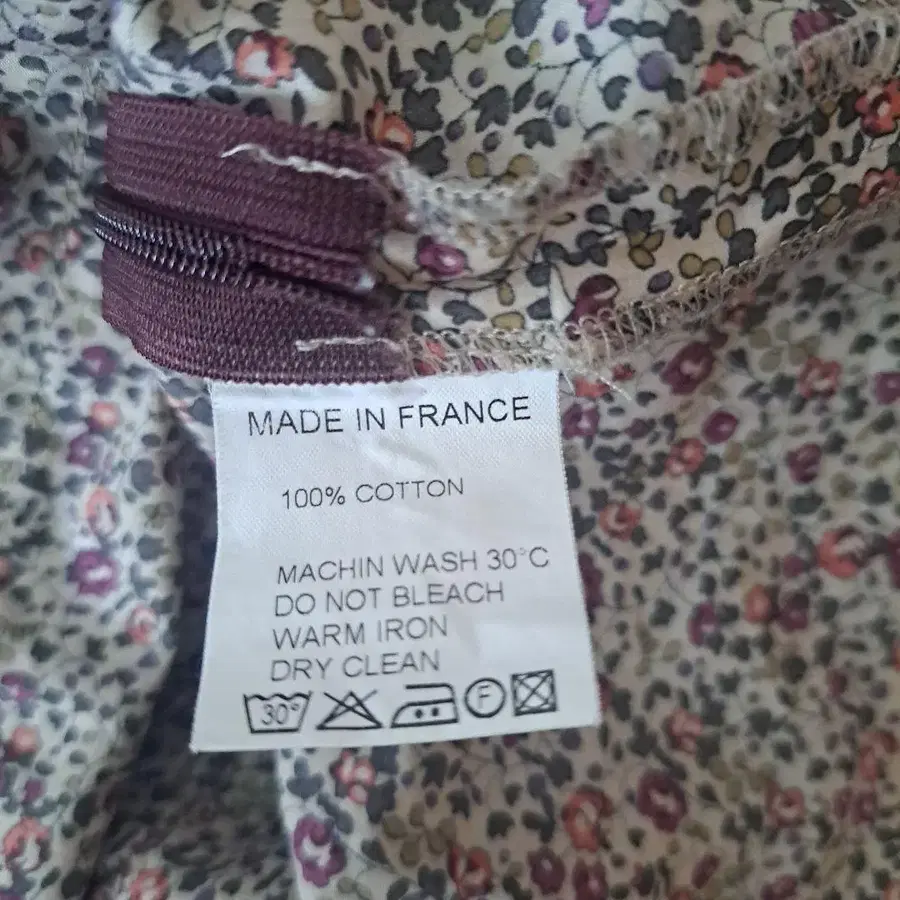 MADE IN FRANCE
100% COTTON
MACHIN WASH 30°C
DO NOT BLEACH
WARM IRON
DRY CLEAN
30° F